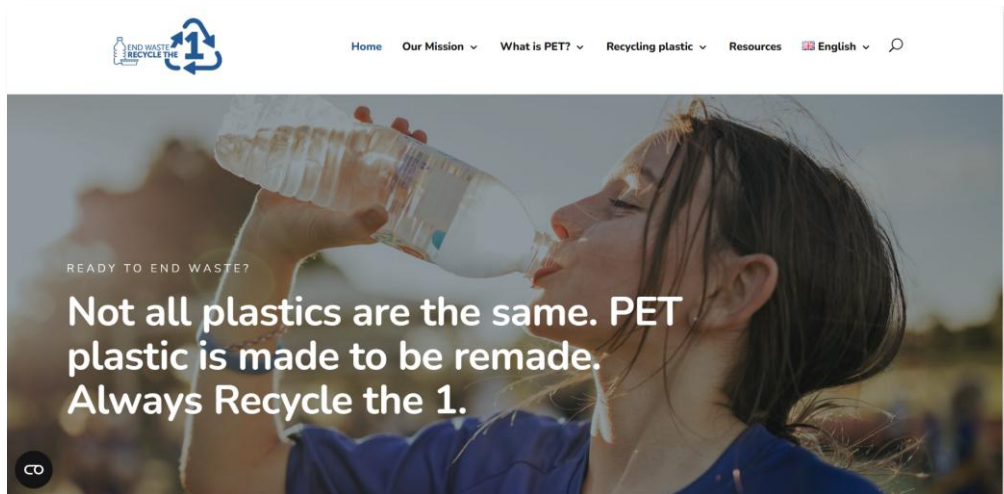 END WASTE
RECYCLE THE
1
Home
Our Mission
What is PET?
Recycling plastic
Resources
English
READY TO END WASTE?
Not all plastics are the same. PET
plastic is made to be remade.
Always Recycle the 1.